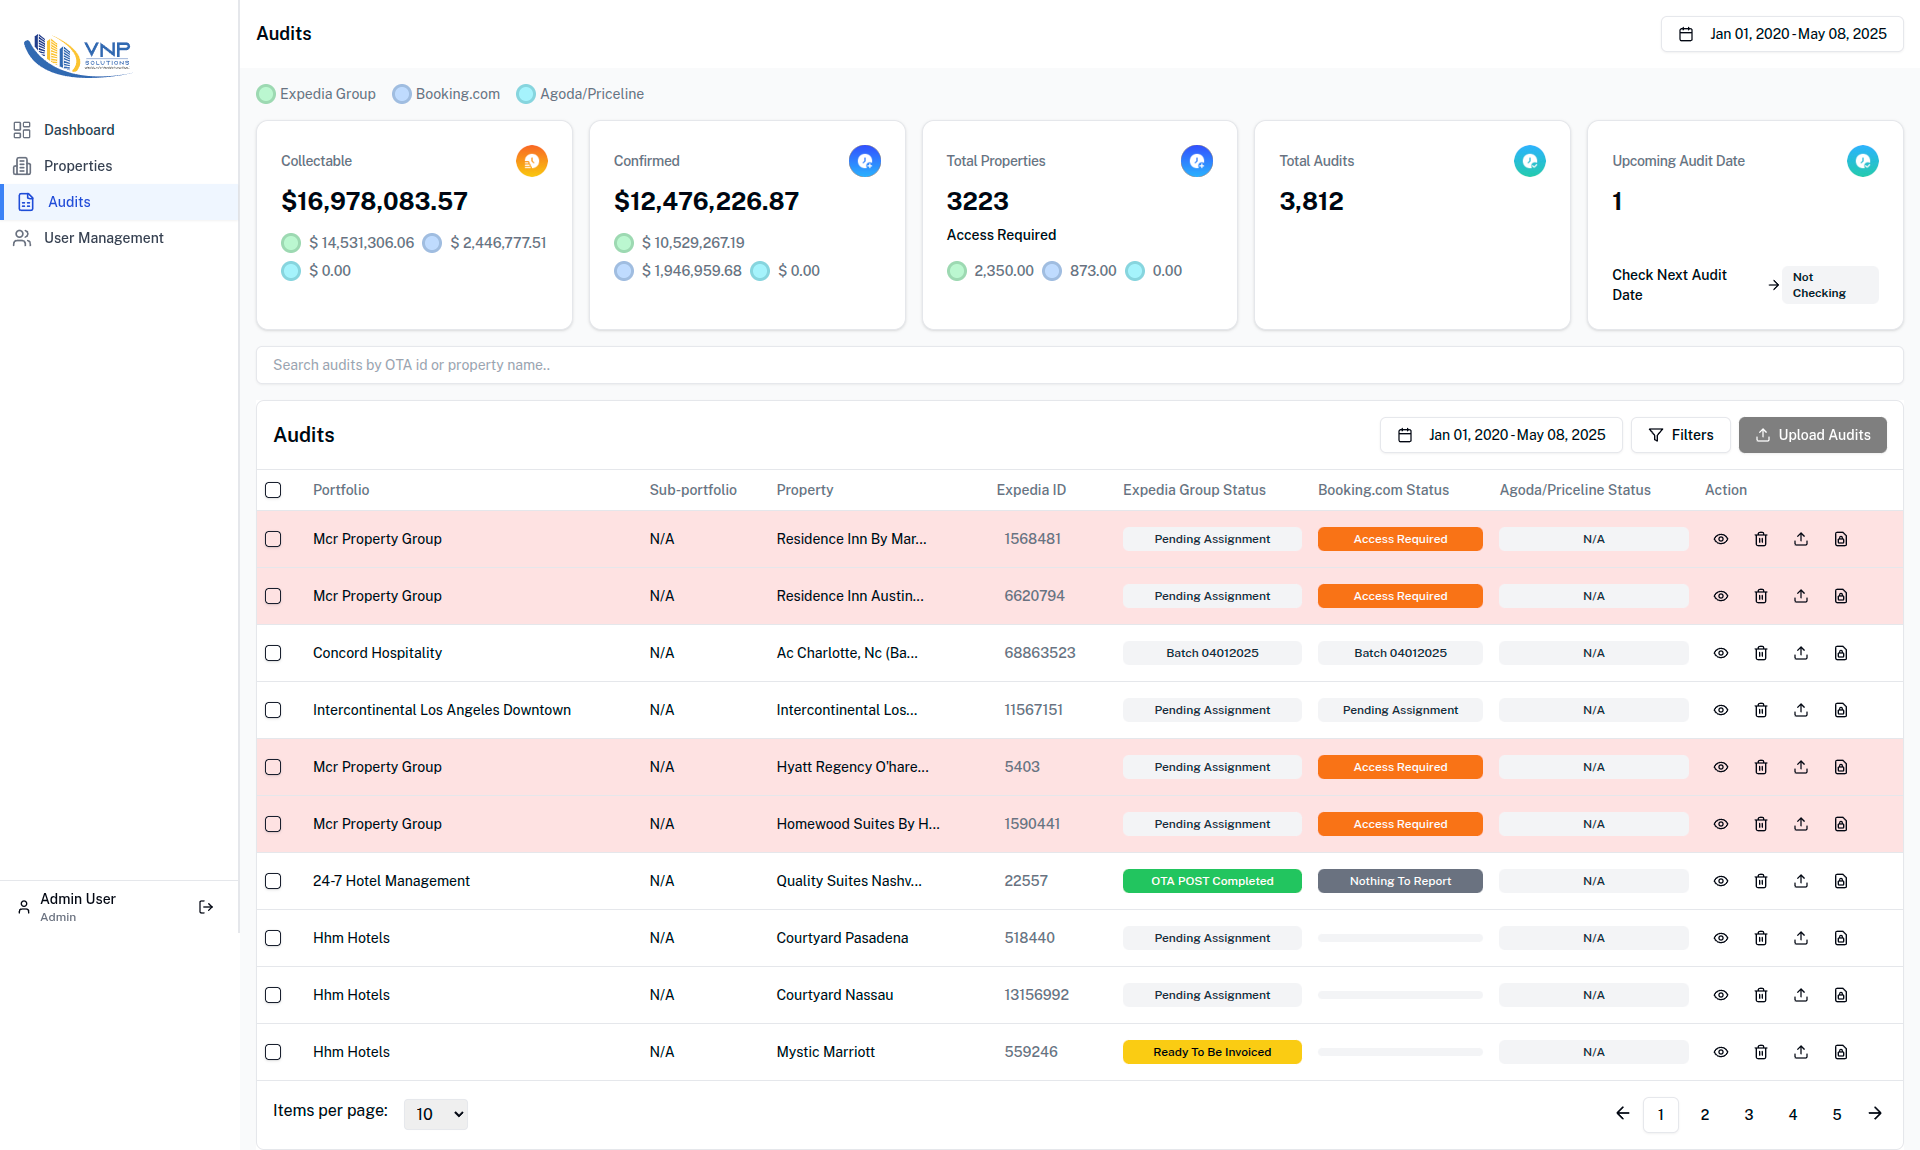 VNP
SOLUTIONS
Dashboard
Properties
Audits
User Management
Admin User
Admin
Audits
Jan 01, 2020 - May 08, 2025
Expedia Group Booking.com Agoda/Priceline
Collectable
$16,978,083.57
$ 14,531,306.06 $ 2,446,777.51
$ 0.00
Confirmed
$12,476,226.87
$ 10,529,267.19
$ 1,946,959.68 $ 0.00
Total Properties
3223
Access Required
2,350.00 873.00 0.00
Total Audits
3,812
Upcoming Audit Date
1
Check Next Audit Date
Not Checking
Search audits by OTA id or property name..
Audits
Jan 01, 2020 - May 08, 2025 Filters Upload Audits
Portfolio Sub-portfolio Property Expedia ID Expedia Group Status Booking.com Status Agoda/Priceline Status Action
Mcr Property Group N/A Residence Inn By Mar... 1568481 Pending Assignment Access Required N/A
Mcr Property Group N/A Residence Inn Austin... 6620794 Pending Assignment Access Required N/A
Concord Hospitality N/A Ac Charlotte, Nc (Ba... 68863523 Batch 04012025 Batch 04012025 N/A
Intercontinental Los Angeles Downtown N/A Intercontinental Los... 11567151 Pending Assignment Pending Assignment N/A
Mcr Property Group N/A Hyatt Regency O'hare... 5403 Pending Assignment Access Required N/A
Mcr Property Group N/A Homewood Suites By H... 1590441 Pending Assignment Access Required N/A
24-7 Hotel Management N/A Quality Suites Nashv... 22557 OTA POST Completed Nothing To Report N/A
Hhm Hotels N/A Courtyard Pasadena 518440 Pending Assignment N/A
Hhm Hotels N/A Courtyard Nassau 13156992 Pending Assignment N/A
Hhm Hotels N/A Mystic Marriott 559246 Ready To Be Invoiced N/A
Items per page: 10
1 2 3 4 5